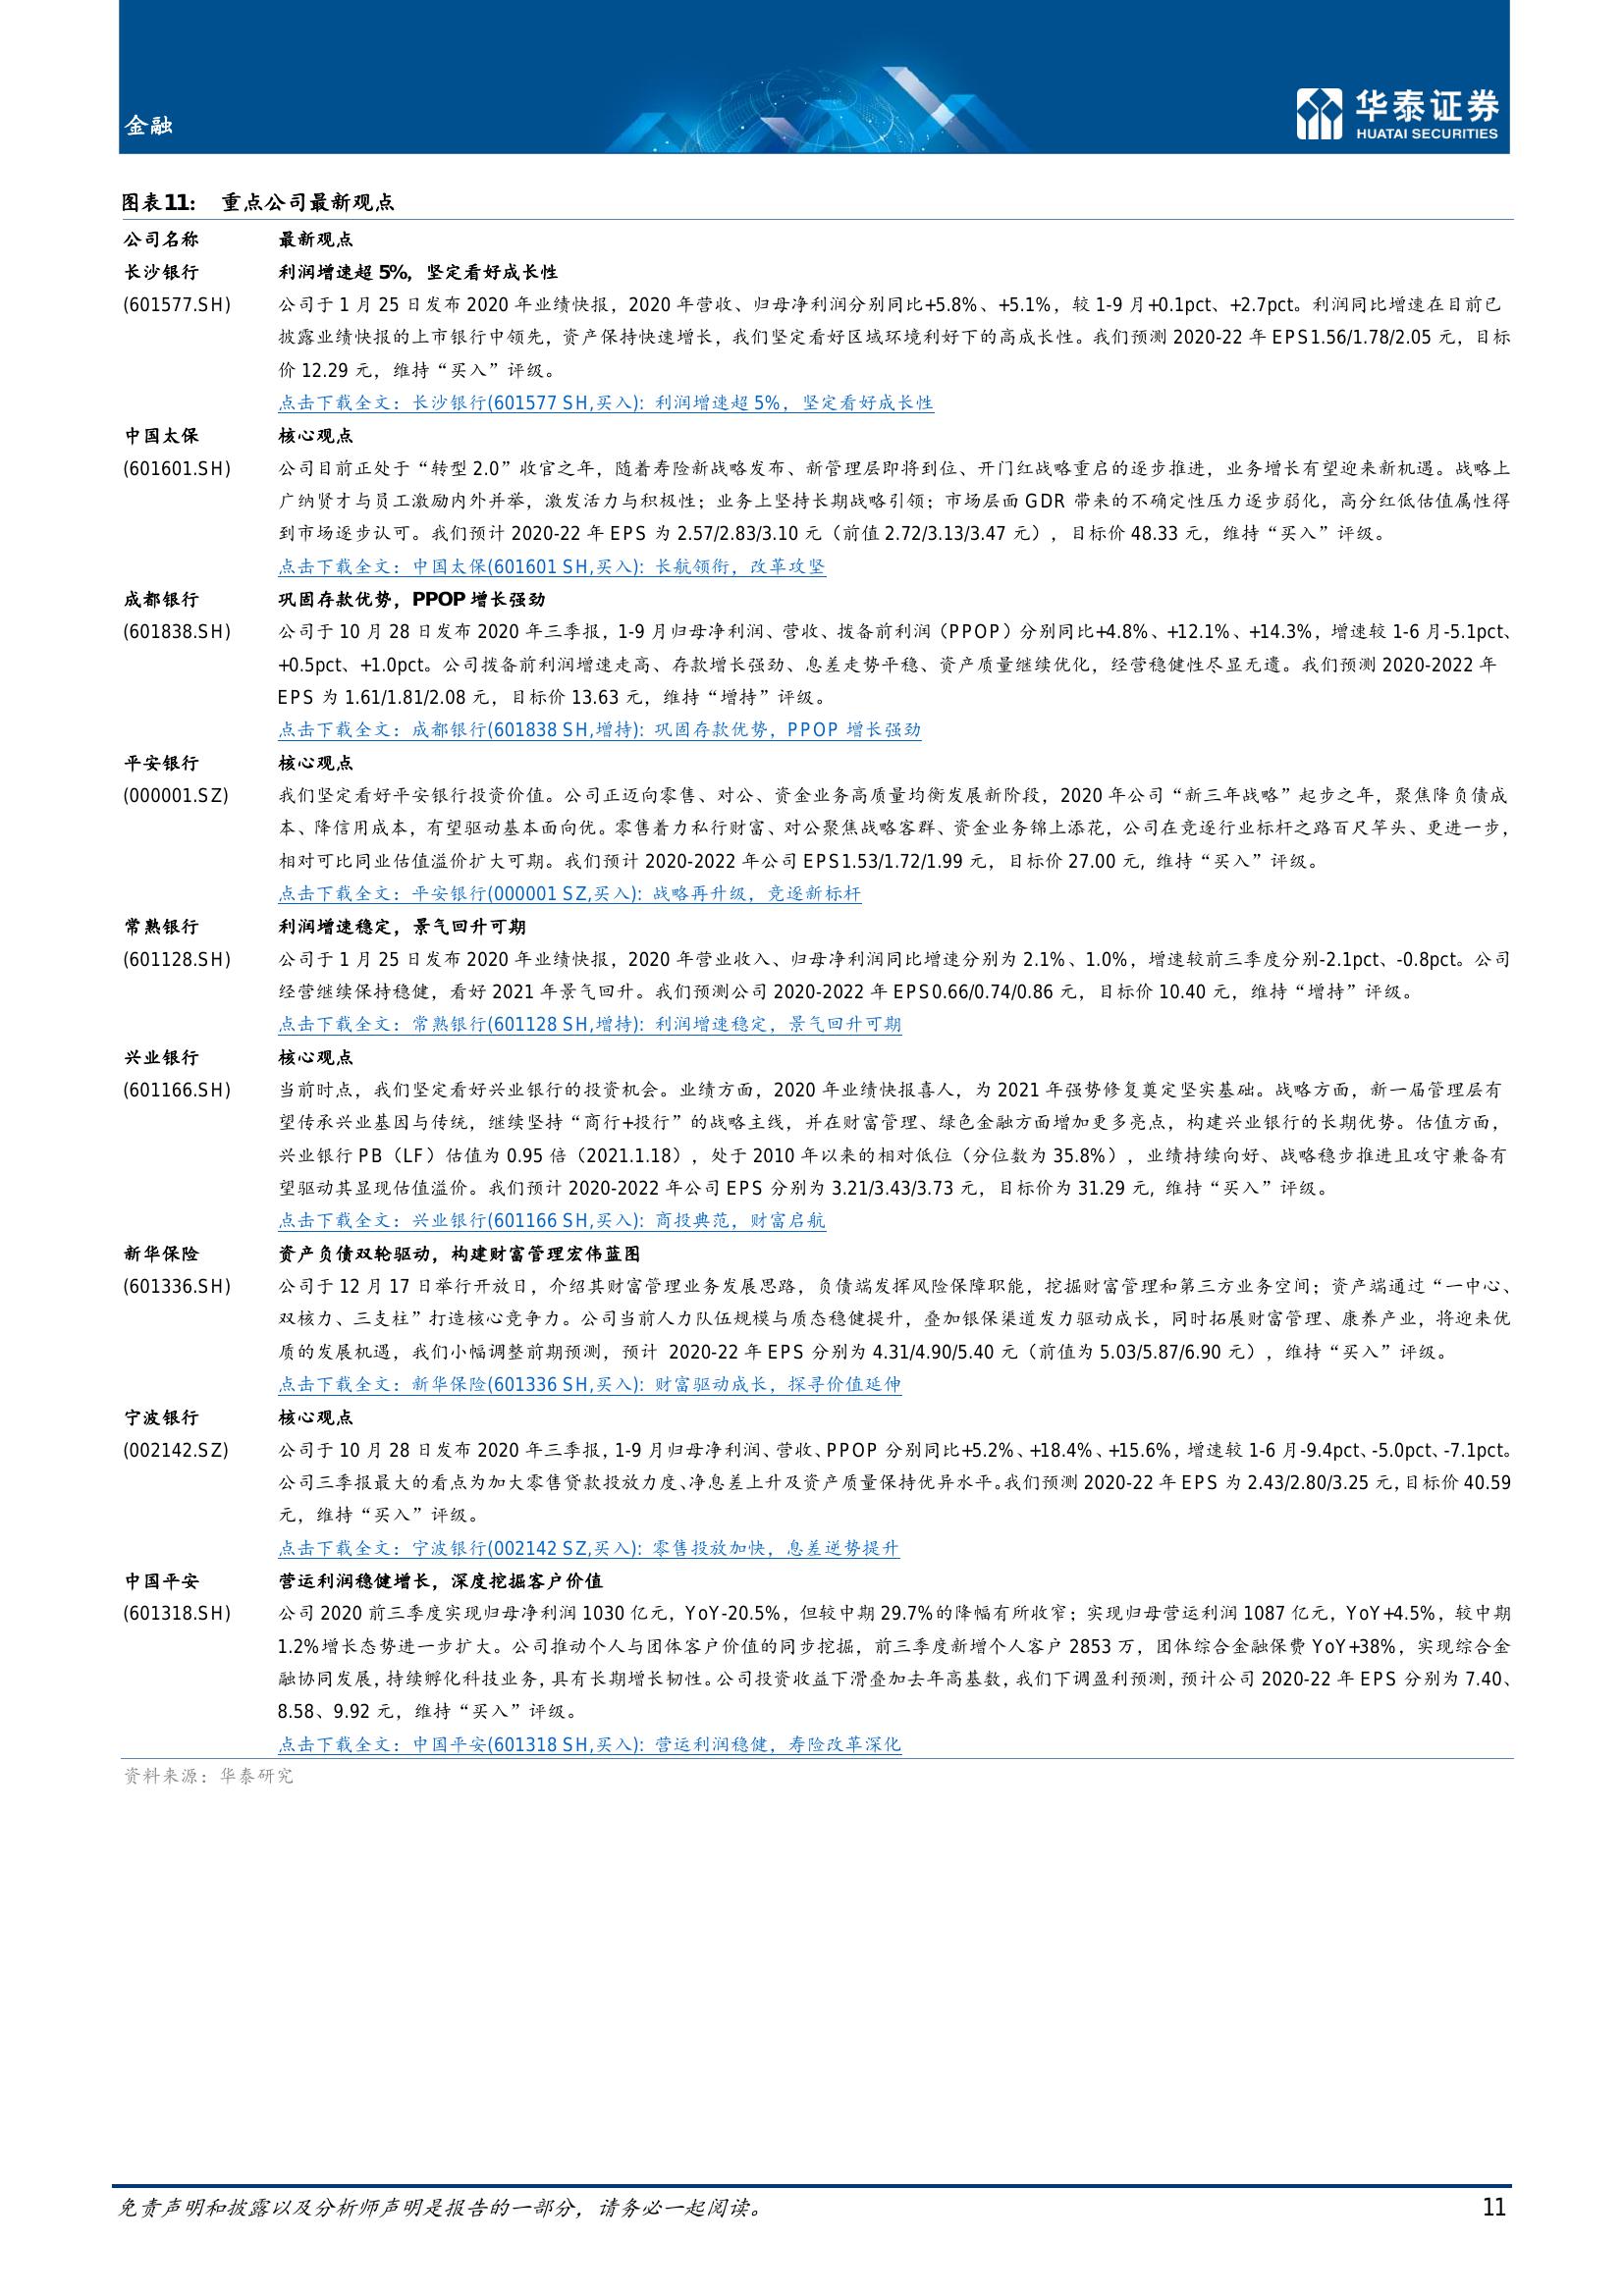 金融
华泰证券
HUATAI SECURITIES
图表11： 重点公司最新观点
公司名称 最新观点
长沙银行 利润增速超 5%，坚定看好成长性
(601577.SH) 公司于 1 月 25 日发布 2020 年业绩快报，2020 年营收、归母净利润分别同比+5.8%、+5.1%，较 1-9 月+0.1pct、+2.7pct。利润同比增速在目前已
披露业绩快报的上市银行中领先，资产保持快速增长，我们坚定看好区域环境利好下的高成长性。我们预测 2020-22 年 EPS1.56/1.78/2.05 元，目标
价 12.29 元，维持“买入”评级。
点击下载全文：长沙银行(601577 SH,买入): 利润增速超 5%，坚定看好成长性
中国太保 核心观点
(601601.SH) 公司目前正处于“转型 2.0”收官之年，随着寿险新战略发布、新管理层即将到位、开门红战略重启的逐步推进，业务增长有望迎来新机遇。战略上
广纳贤才与员工激励内外并举，激发活力与积极性；业务上坚持长期战略引领；市场层面 GDR 带来的不确定性压力逐步弱化，高分红低估值属性得
到市场逐步认可。我们预计 2020-22 年 EPS 为 2.57/2.83/3.10 元（前值 2.72/3.13/3.47 元），目标价 48.33 元，维持“买入”评级。
点击下载全文：中国太保(601601 SH,买入): 长航领衔，改革攻坚
成都银行 巩固存款优势，PPOP 增长强劲
(601838.SH) 公司于 10 月 28 日发布 2020 年三季报，1-9 月归母净利润、营收、拨备前利润（PPOP）分别同比+4.8%、+12.1%、+14.3%，增速较 1-6 月-5.1pct、
+0.5pct、+1.0pct。公司拨备前利润增速走高、存款增长强劲、息差走势平稳、资产质量继续优化，经营稳健性尽显无遗。我们预测 2020-2022 年
EPS 为 1.61/1.81/2.08 元，目标价 13.63 元，维持“增持”评级。
点击下载全文：成都银行(601838 SH,增持): 巩固存款优势，PPOP 增长强劲
平安银行 核心观点
(000001.SZ) 我们坚定看好平安银行投资价值。公司正迈向零售、对公、资金业务高质量均衡发展新阶段，2020 年公司“新三年战略”起步之年，聚焦降负债成
本、降信用成本，有望驱动基本面向优。零售着力私行财富、对公聚焦战略客群、资金业务锦上添花，公司在竞逐行业标杆之路百尺竿头、更进一步，
相对可比同业估值溢价扩大可期。我们预计 2020-2022 年公司 EPS1.53/1.72/1.99 元，目标价 27.00 元, 维持“买入”评级。
点击下载全文：平安银行(000001 SZ,买入): 战略再升级，竞逐新标杆
常熟银行 利润增速稳定，景气回升可期
(601128.SH) 公司于 1 月 25 日发布 2020 年业绩快报，2020 年营业收入、归母净利润同比增速分别为 2.1%、1.0%，增速较前三季度分别-2.1pct、-0.8pct。公司
经营继续保持稳健，看好 2021 年景气回升。我们预测公司 2020-2022 年 EPS0.66/0.74/0.86 元，目标价 10.40 元，维持“增持”评级。
点击下载全文：常熟银行(601128 SH,增持): 利润增速稳定，景气回升可期
兴业银行 核心观点
(601166.SH) 当前时点，我们坚定看好兴业银行的投资机会。业绩方面，2020 年业绩快报喜人，为 2021 年强势修复奠定坚实基础。战略方面，新一届管理层有
望传承兴业基因与传统，继续坚持“商行+投行”的战略主线，并在财富管理、绿色金融方面增加更多亮点，构建兴业银行的长期优势。估值方面，
兴业银行 PB（LF）估值为 0.95 倍（2021.1.18），处于 2010 年以来的相对低位（分位数为 35.8%），业绩持续向好、战略稳步推进且攻守兼备有
望驱动其显现估值溢价。我们预计 2020-2022 年公司 EPS 分别为 3.21/3.43/3.73 元，目标价为 31.29 元, 维持“买入”评级。
点击下载全文：兴业银行(601166 SH,买入): 商投典范，财富启航
新华保险 资产负债双轮驱动，构建财富管理宏伟蓝图
(601336.SH) 公司于 12 月 17 日举行开放日，介绍其财富管理业务发展思路，负债端发挥风险保障职能，挖掘财富管理和第三方业务空间；资产端通过“一中心、
双核力、三支柱”打造核心竞争力。公司当前人力队伍规模与质态稳健提升，叠加银保渠道发力驱动成长，同时拓展财富管理、康养产业，将迎来优
质的发展机遇，我们小幅调整前期预测，预计 2020-22 年 EPS 分别为 4.31/4.90/5.40 元（前值为 5.03/5.87/6.90 元），维持“买入”评级。
点击下载全文：新华保险(601336 SH,买入): 财富驱动成长，探寻价值延伸
宁波银行 核心观点
(002142.SZ) 公司于 10 月 28 日发布 2020 年三季报，1-9 月归母净利润、营收、PPOP 分别同比+5.2%、+18.4%、+15.6%，增速较 1-6 月-9.4pct、-5.0pct、-7.1pct。
公司三季报最大的看点为加大零售贷款投放力度、净息差上升及资产质量保持优异水平。我们预测 2020-22 年 EPS 为 2.43/2.80/3.25 元，目标价 40.59
元，维持“买入”评级。
点击下载全文：宁波银行(002142 SZ,买入): 零售投放加快，息差逆势提升
中国平安 营运利润稳健增长，深度挖掘客户价值
(601318.SH) 公司 2020 前三季度实现归母净利润 1030 亿元，YoY-20.5%，但较中期 29.7%的降幅有所收窄；实现归母营运利润 1087 亿元，YoY+4.5%，较中期
1.2%增长态势进一步扩大。公司推动个人与团体客户价值的同步挖掘，前三季度新增个人客户 2853 万，团体综合金融保费 YoY+38%，实现综合金
融协同发展，持续孵化科技业务，具有长期增长韧性。公司投资收益下滑叠加去年高基数，我们下调盈利预测，预计公司 2020-22 年 EPS 分别为 7.40、
8.58、9.92 元，维持“买入”评级。
点击下载全文：中国平安(601318 SH,买入): 营运利润稳健，寿险改革深化
资料来源：华泰研究
免责声明和披露以及分析师声明是报告的一部分，请务必一起阅读。 11